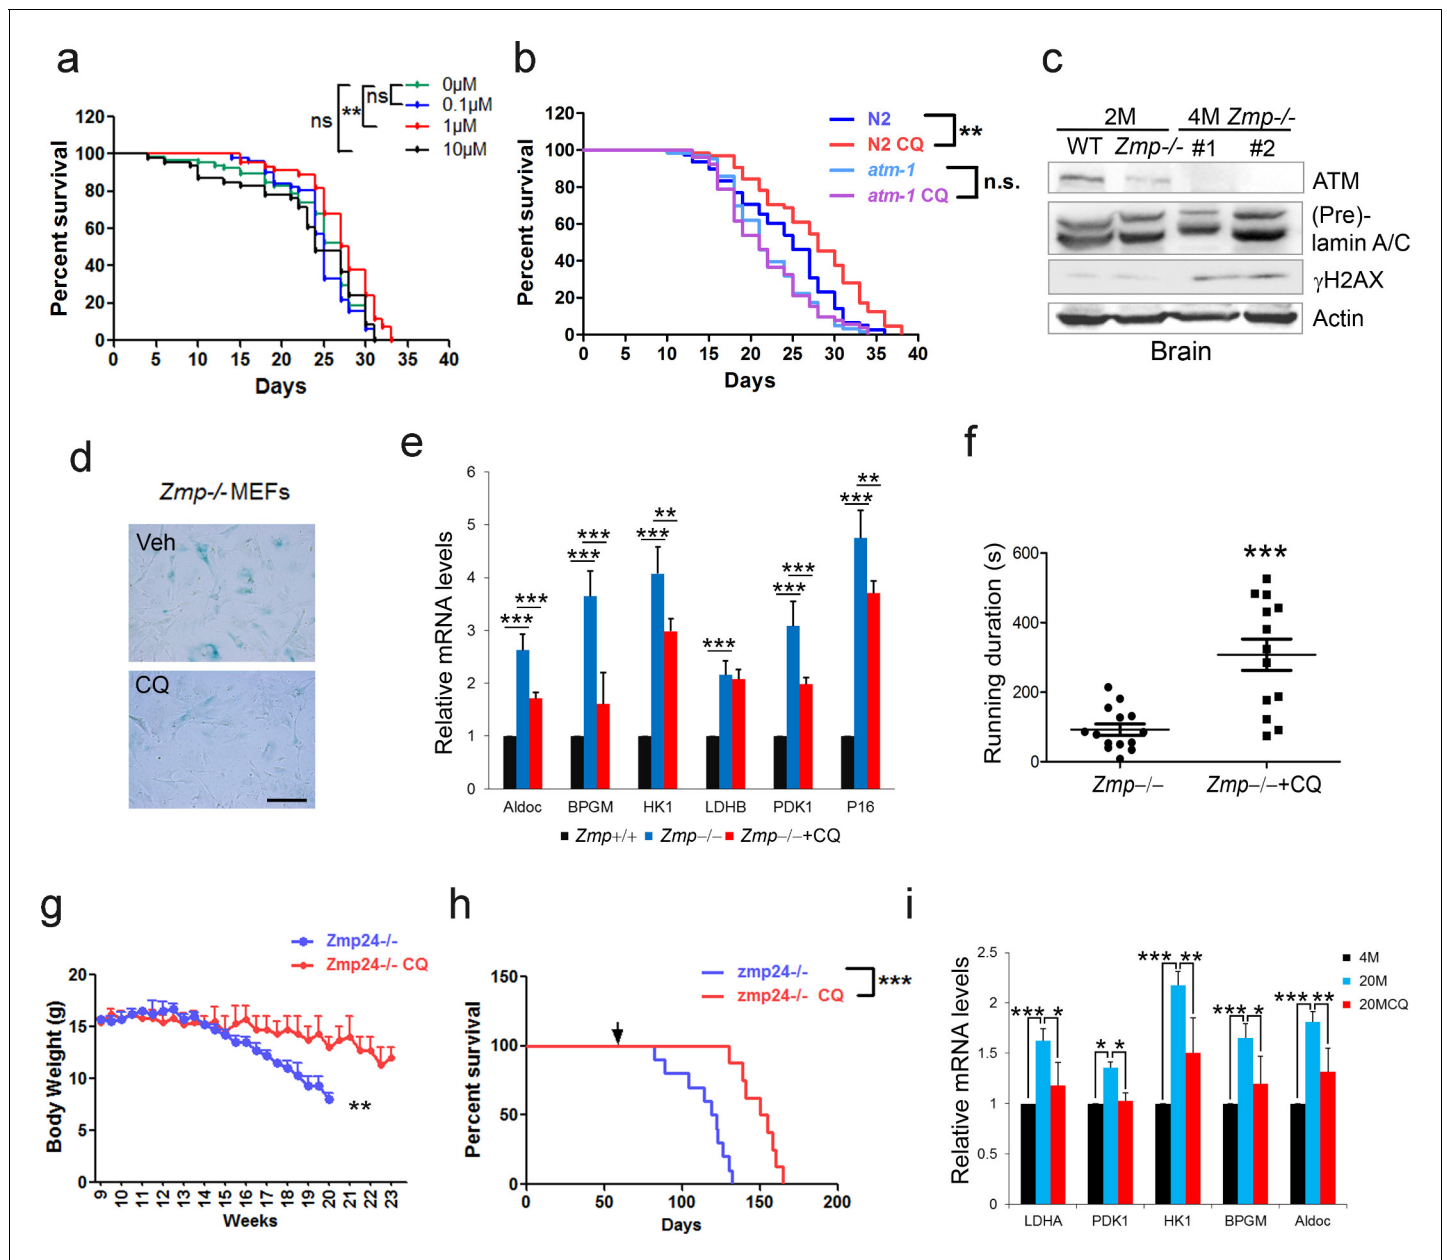 a
0μM
0.1μM
1μM
10μM
ns
**
ns
120
100
80
60
40
20
0
Percent survival
0 5 10 15 20 25 30 35 40
Days
b
N2
N2 CQ
atm-1
atm-1 CQ
**
n.s.
120
100
80
60
40
20
0
Percent survival
0 5 10 15 20 25 30 35 40
Days
c
2M 4M Zmp-/-
WT Zmp-/- #1 #2
ATM
(Pre)-
lamin A/C
γH2AX
Actin
Brain
d
Zmp-/- MEFs
Veh
CQ
e
6
5
4
3
2
1
0
Relative mRNA levels
*** ***
*** ***
*** **
***
*** ***
*** **
Aldoc BPGM HK1 LDHB PDK1 P16
Zmp+/+ Zmp–/– Zmp–/–+CQ
f
600
400
200
0
Running duration (s)
***
Zmp–/– Zmp–/–+CQ
g
Zmp24-/-
Zmp24-/- CQ
20
15
10
5
0
Body Weight (g)
**
9 10 11 12 13 14 15 16 17 18 19 20 21 22 23
Weeks
h
zmp24-/-
zmp24-/- CQ
***
150
100
50
0
Percent survival
0 50 100 150 200
Days
i
4M
20M
20MCQ
2.5
2
1.5
1
0.5
0
Relative mRNA levels
*** *
* *
*** **
*** *
*** **
LDHA PDK1 HK1 BPGM Aldoc